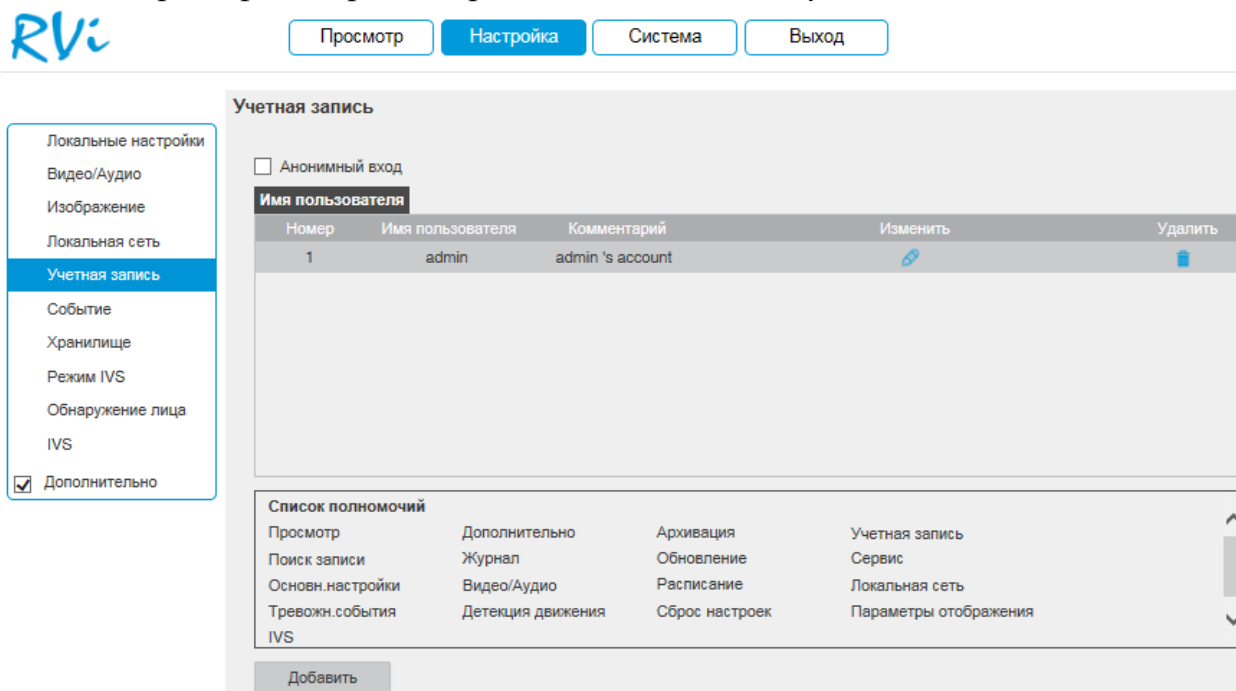 RVi
Просмотр Настройка Система Выход
Учетная запись
Локальные настройки
Видео/Аудио
Изображение
Локальная сеть
Учетная запись
Событие
Хранилище
Режим IVS
Обнаружение лица
IVS
Дополнительно
Анонимный вход
Имя пользователя
Номер Имя пользователя Комментарий Изменить Удалить
1 admin admin 's account
Список полномочий
Просмотр Дополнительно Архивация Учетная запись
Поиск записи Журнал Обновление Сервис
Основн.настройки Видео/Аудио Расписание Локальная сеть
Тревожн.события Детекция движения Сброс настроек Параметры отображения
IVS
Добавить